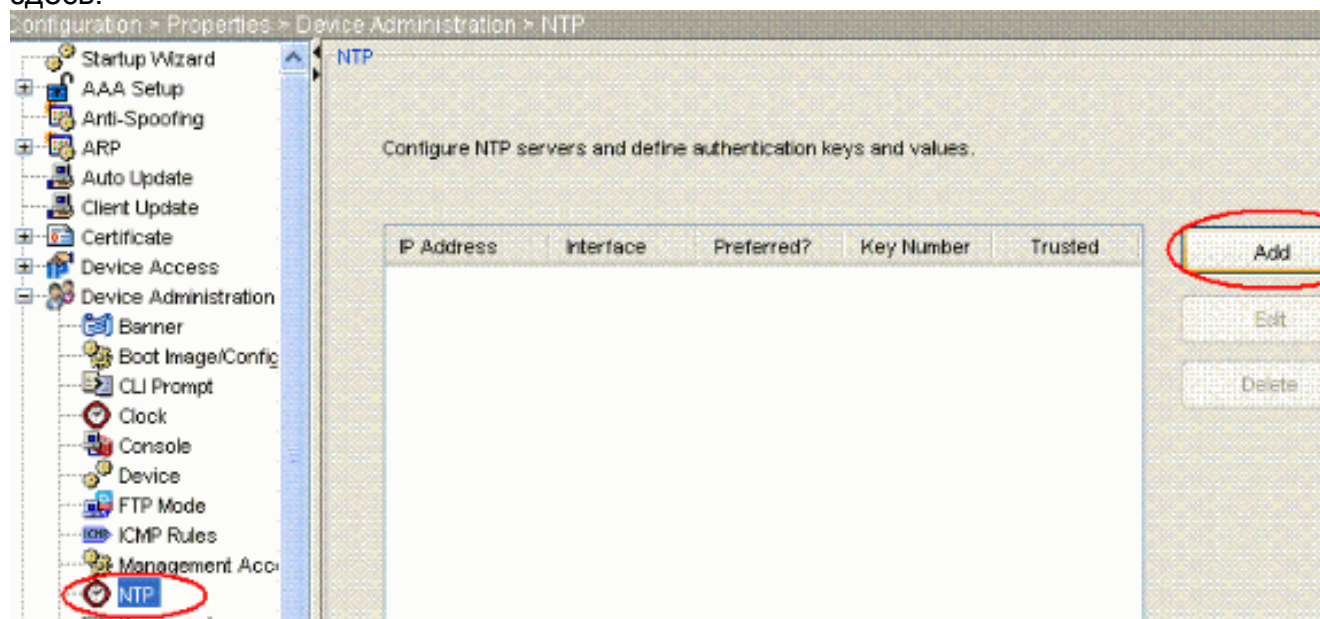 здесь.
Configuration > Properties > Device Administration > NTP
Startup Wizard
AAA Setup
Anti-Spoofing
ARP
Auto Update
Client Update
Certificate
Device Access
Device Administration
Banner
Boot Image/Config
CLI Prompt
Clock
Console
Device
FTP Mode
ICMP Rules
Management Acc
NTP
NTP
Configure NTP servers and define authentication keys and values.
IP Address Interface Preferred? Key Number Trusted
Add
Edit
Delete